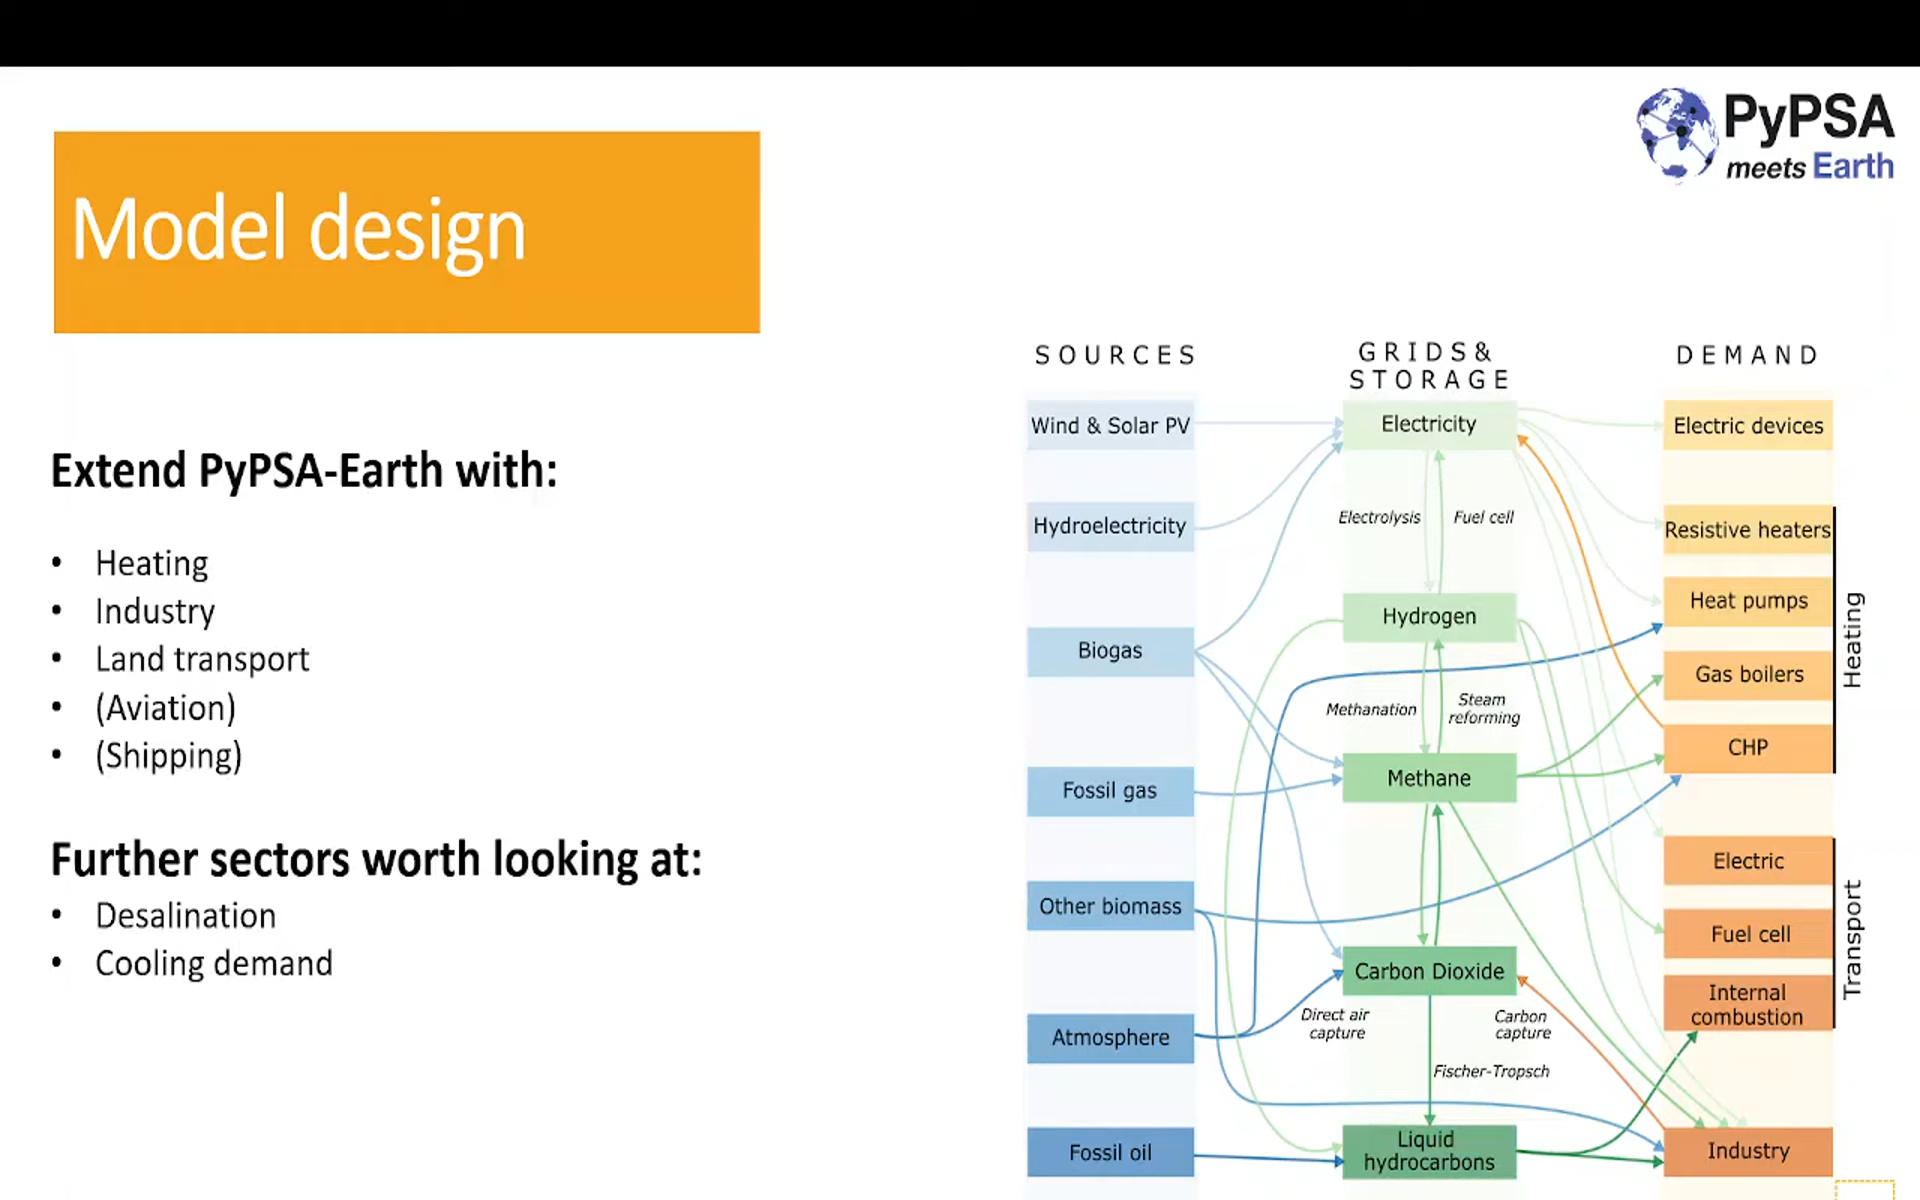 PyPSA
meets Earth
Model design
Extend PyPSA-Earth with:
• Heating
• Industry
• Land transport
• (Aviation)
• (Shipping)
Further sectors worth looking at:
• Desalination
• Cooling demand
SOURCES
Wind & Solar PV
Hydroelectricity
Biogas
Fossil gas
Other biomass
Atmosphere
Fossil oil
GRIDS &
STORAGE
Electricity
Electrolysis
Fuel cell
Hydrogen
Methanation
Steam
reforming
Methane
Carbon Dioxide
Direct air
capture
Carbon
capture
Fischer-Tropsch
Liquid
hydrocarbons
DEMAND
Electric devices
Resistive heaters
Heat pumps
Gas boilers
CHP
Heating
Electric
Fuel cell
Internal
combustion
Transport
Industry